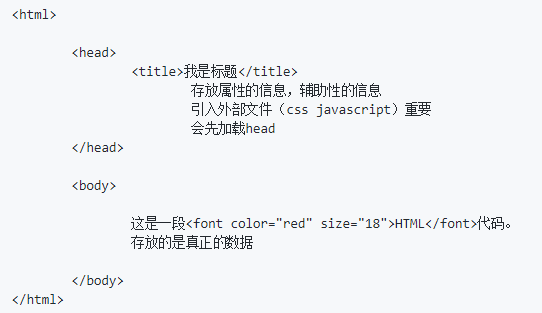 <html>
<head>
<title>我是标题</title>
存放属性的信息，辅助性的信息
引入外部文件（css javascript）重要
会先加载head
</head>
<body>
这是一段<font color="red" size="18">HTML</font>代码。
存放的是真正的数据
</body>
</html>